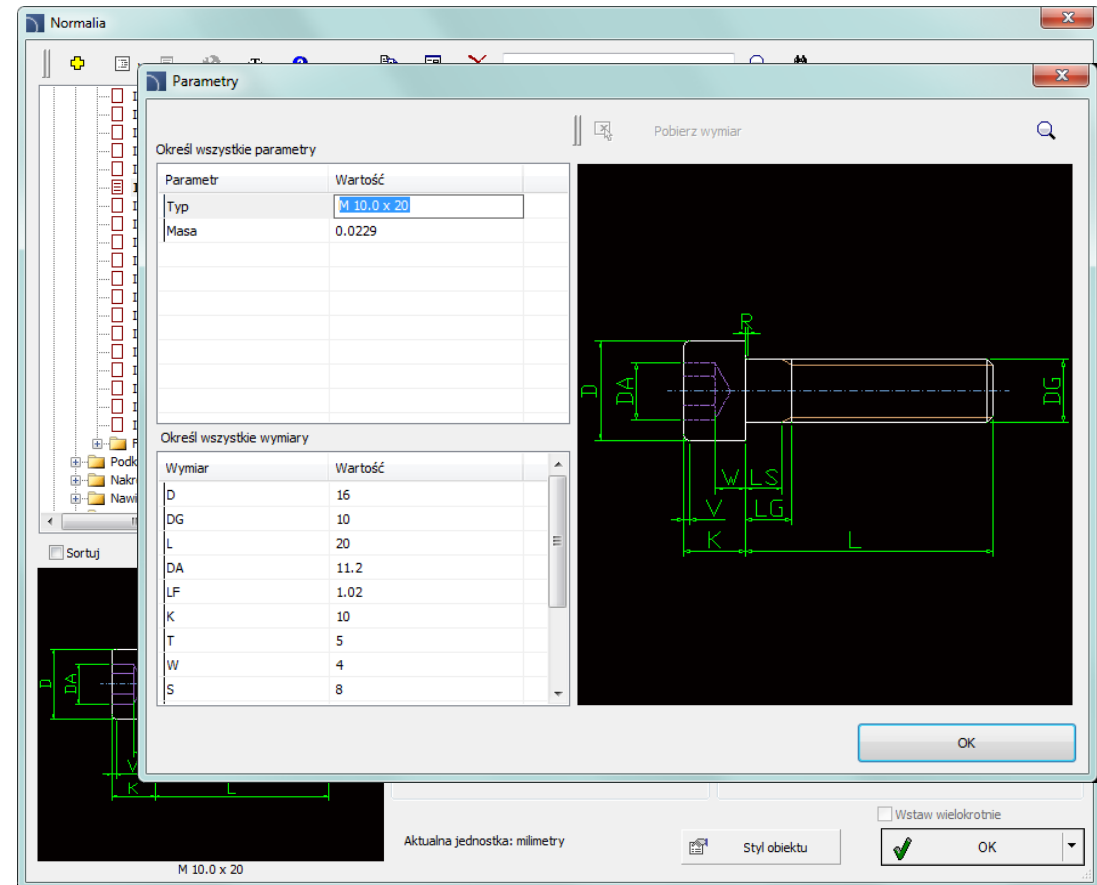 Normalia
Parametry
Pobierz wymiar
Określ wszystkie parametry
Parametr Wartość
Typ M 10.0 x 20
Masa 0.0229
Określ wszystkie wymiary
Wymiar Wartość
D 16
DG 10
L 20
DA 11.2
LF 1.02
K 10
T 5
W 4
S 8
R
D DA DG
W LS
V LG
K L
Podk
Nakr
Nawi
Sortuj
D DA
V
K L
M 10.0 x 20
Aktualna jednostka: milimetry
Styl obiektu
Wstaw wielokrotnie
OK
OK